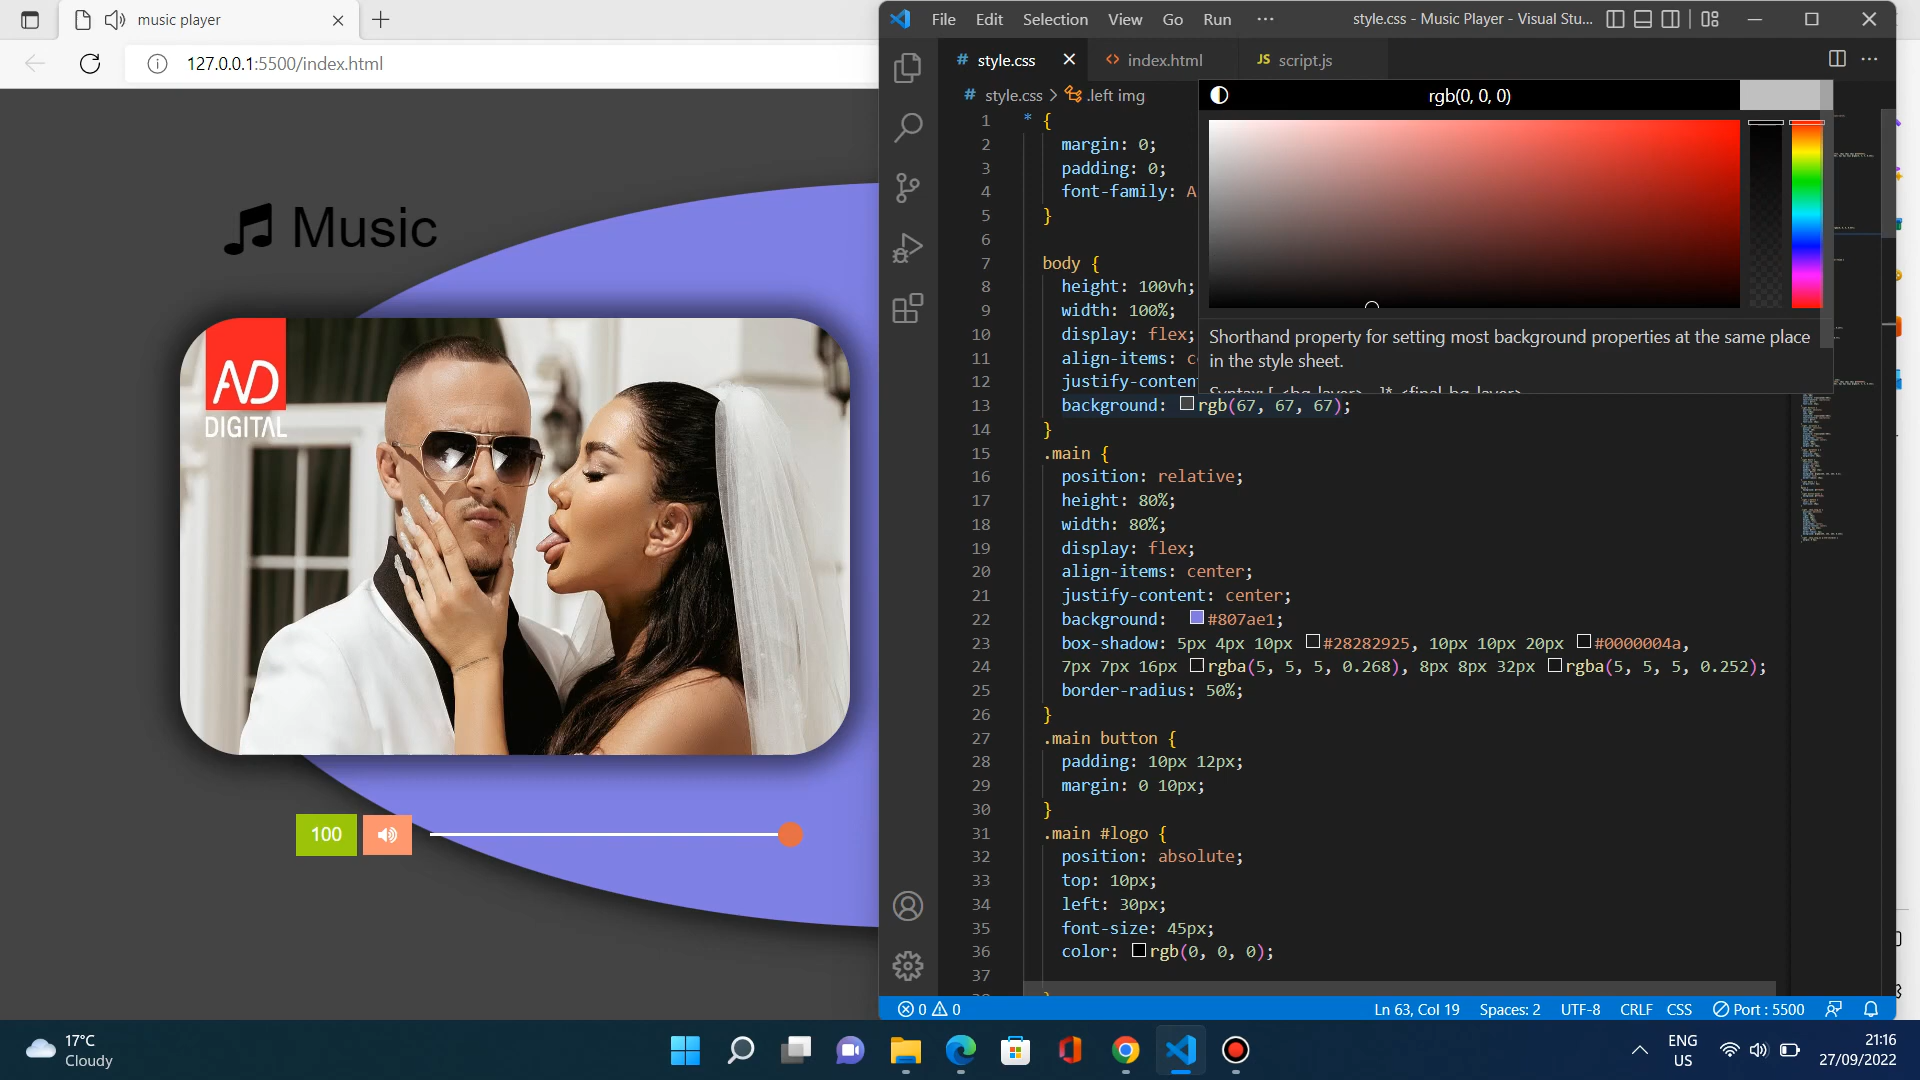 music player
127.0.0.1:5500/index.html
Music
AD
DIGITAL
100
File Edit Selection View Go Run ···
style.css - Music Player - Visual Stu...
# style.css
<> index.html
JS script.js
# style.css > .left img
rgb(0, 0, 0)
Shorthand property for setting most background properties at the same place
in the style sheet.
1 * {
2 margin: 0;
3 padding: 0;
4 font-family: A
5 }
6
7 body {
8 height: 100vh;
9 width: 100%;
10 display: flex;
11 align-items: c
12 justify-content
13 background: rgb(67, 67, 67);
14 }
15 .main {
16 position: relative;
17 height: 80%;
18 width: 80%;
19 display: flex;
20 align-items: center;
21 justify-content: center;
22 background: #807ae1;
23 box-shadow: 5px 4px 10px #28282925, 10px 10px 20px #0000004a,
24 7px 7px 16px rgba(5, 5, 5, 0.268), 8px 8px 32px rgba(5, 5, 5, 0.252);
25 border-radius: 50%;
26 }
27 .main button {
28 padding: 10px 12px;
29 margin: 0 10px;
30 }
31 .main #logo {
32 position: absolute;
33 top: 10px;
34 left: 30px;
35 font-size: 45px;
36 color: rgb(0, 0, 0);
37
0 0
Ln 63, Col 19 Spaces: 2 UTF-8 CRLF CSS Port : 5500
17°C
Cloudy
ENG
US
21:16
27/09/2022